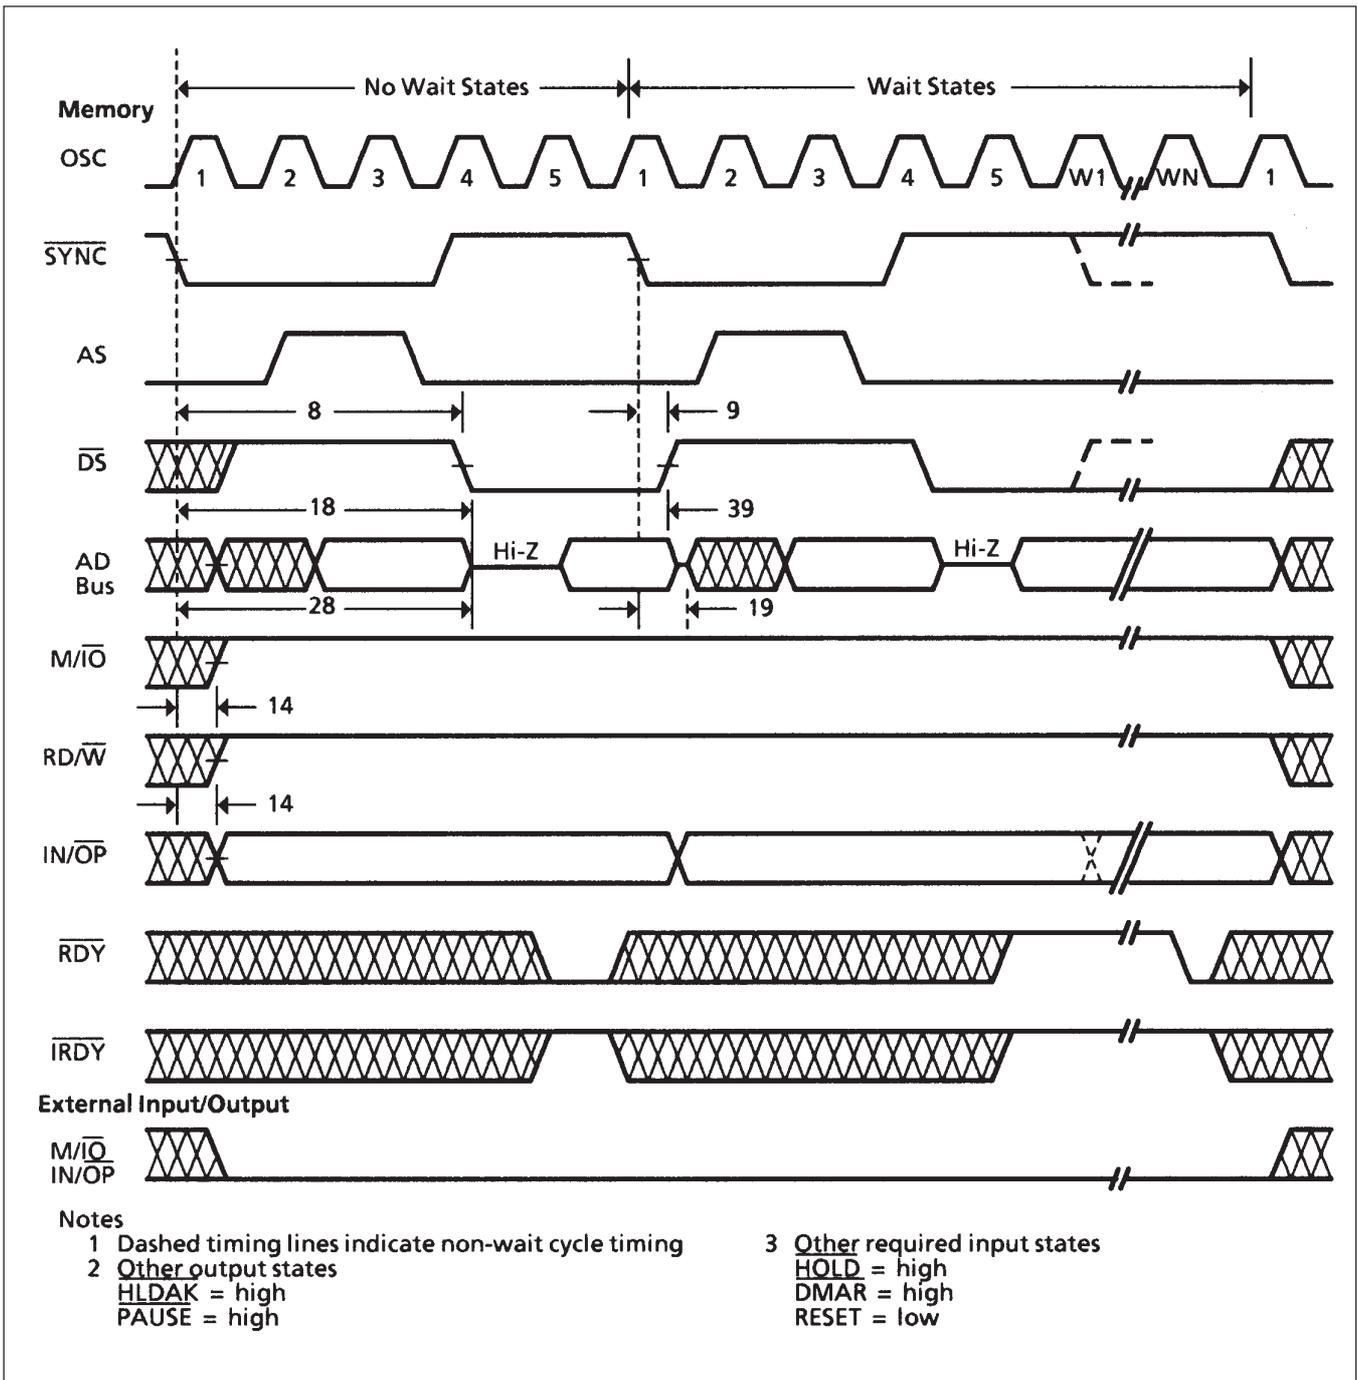 No Wait States Wait States
Memory
OSC 1 2 3 4 5 1 2 3 4 5 W1 WN 1
SYNC
AS
8 9
DS
18 39
AD Hi-Z Hi-Z
Bus
28 19
M/IO
14
RD/W
14
IN/OP
RDY
IRDY
External Input/Output
M/IO
IN/OP
Notes
1 Dashed timing lines indicate non-wait cycle timing
2 Other output states
HLDAK = high
PAUSE = high
3 Other required input states
HOLD = high
DMAR = high
RESET = low